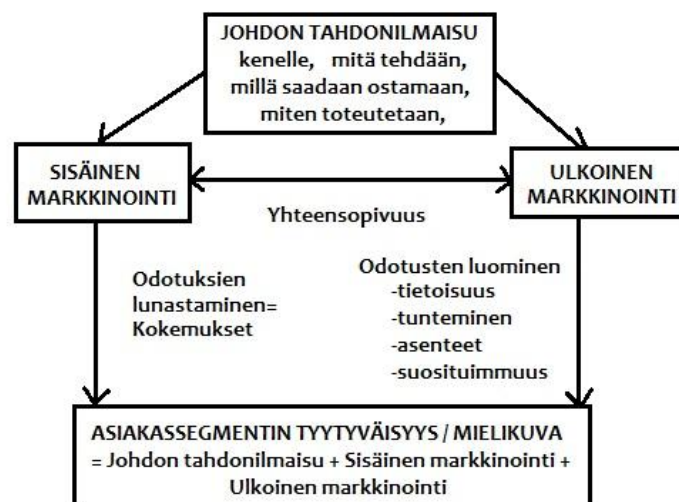 JOHDON TAHDONILMAISU
kenelle, mitä tehdään,
millä saadaan ostamaan,
miten toteutetaan,
SISÄINEN
MARKKINOINTI
ULKOINEN
MARKKINOINTI
Yhteensopivuus
Odotuksien
lunastaminen=
Kokemukset
Odotusten luominen
-tietoisuus
-tunteminen
-asenteet
-suosituimmuus
ASIAKASSEGMENTIN TYYTYVÄISYYS / MIELIKUVA
= Johdon tahdonilmaisu + Sisäinen markkinointi +
Ulkoinen markkinointi